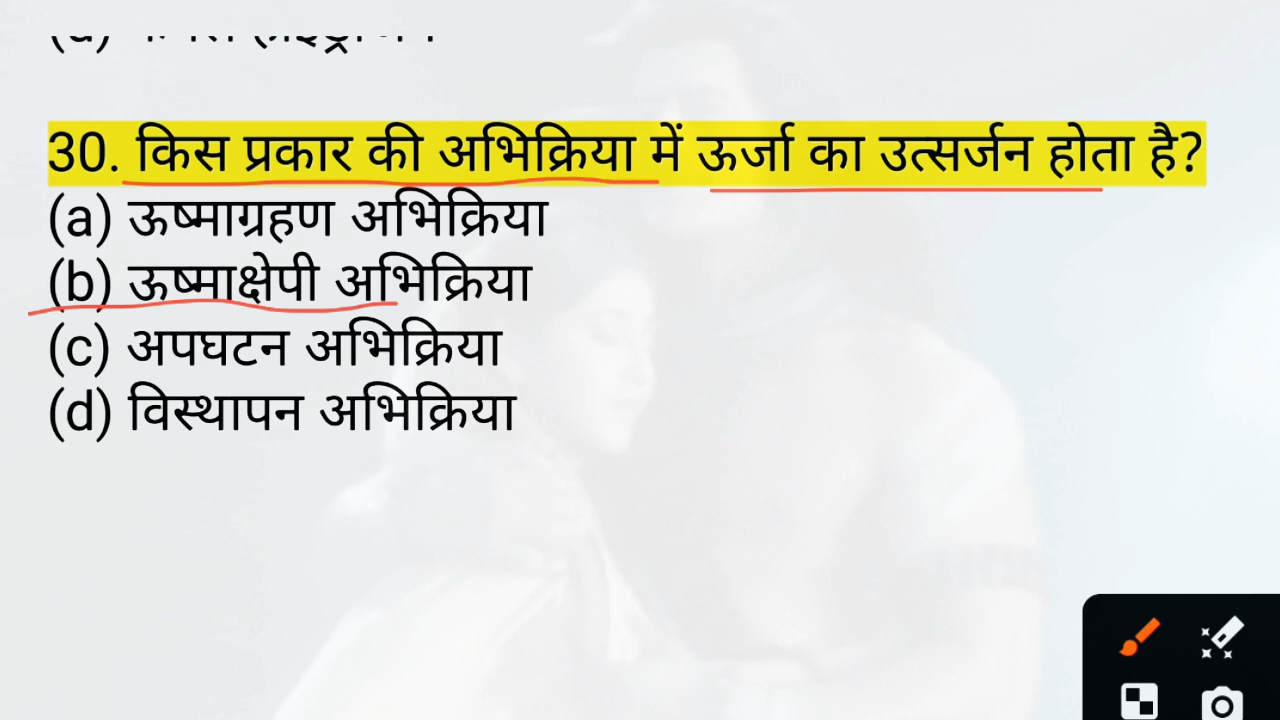 30. किस प्रकार की अभिक्रिया में ऊर्जा का उत्सर्जन होता है?
(a) ऊष्माग्रहण अभिक्रिया
(b) ऊष्माक्षेपी अभिक्रिया
(c) अपघटन अभिक्रिया
(d) विस्थापन अभिक्रिया